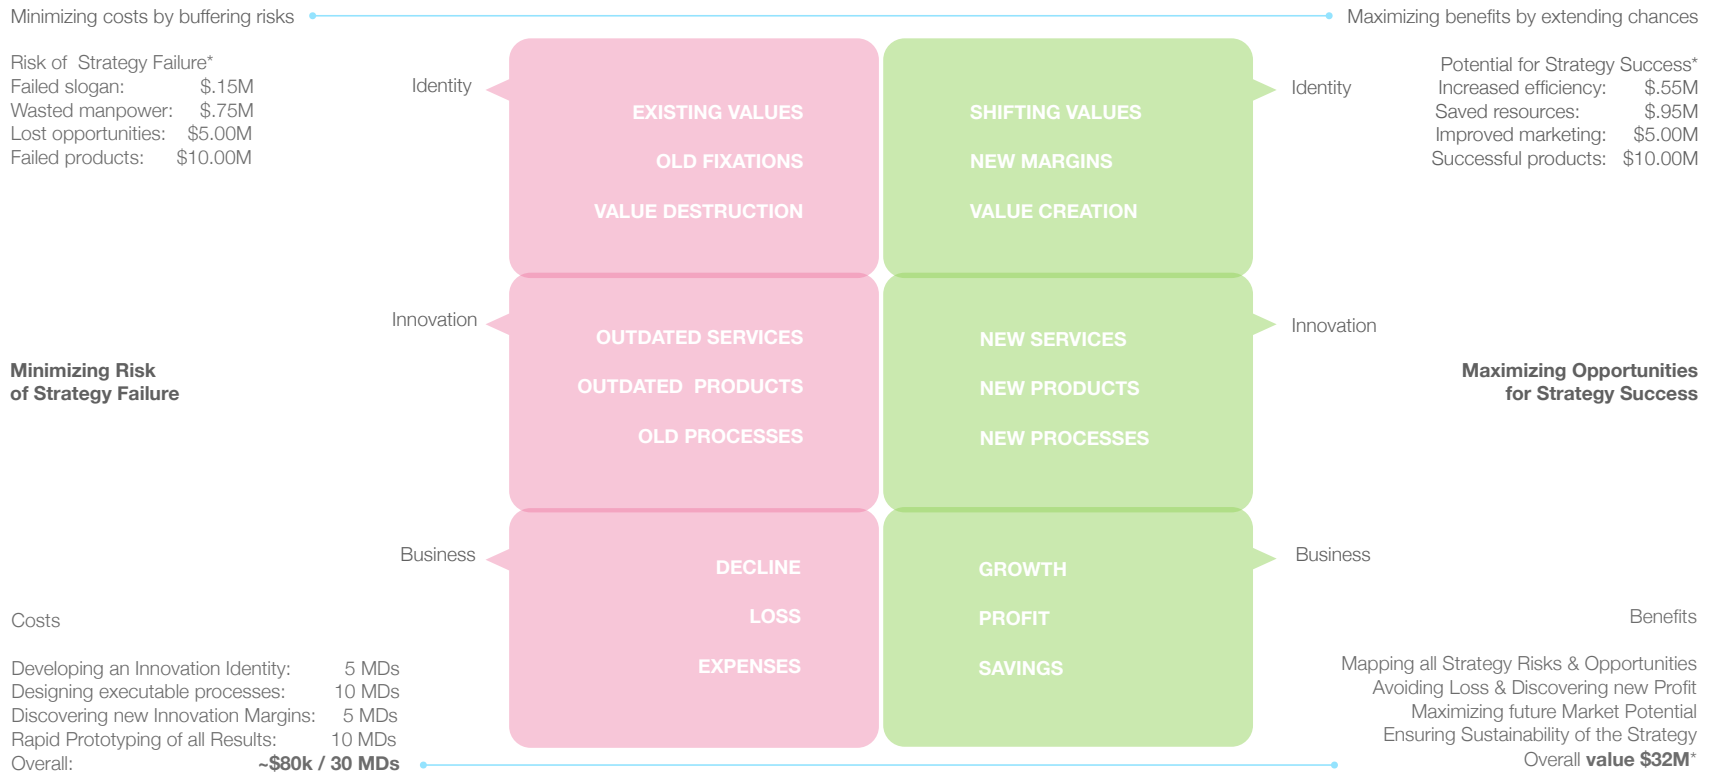 Minimizing costs by buffering risks
Maximizing benefits by extending chances
Risk of Strategy Failure*
Failed slogan: $.15M
Wasted manpower: $.75M
Lost opportunities: $5.00M
Failed products: $10.00M
Potential for Strategy Success*
Increased efficiency: $.55M
Saved resources: $.95M
Improved marketing: $5.00M
Successful products: $10.00M
Identity
EXISTING VALUES
OLD FIXATIONS
VALUE DESTRUCTION
SHIFTING VALUES
NEW MARGINS
VALUE CREATION
Identity
Innovation
OUTDATED SERVICES
OUTDATED PRODUCTS
OLD PROCESSES
NEW SERVICES
NEW PRODUCTS
NEW PROCESSES
Innovation
Minimizing Risk
of Strategy Failure
Maximizing Opportunities
for Strategy Success
Business
DECLINE
LOSS
EXPENSES
GROWTH
PROFIT
SAVINGS
Business
Costs
Developing an Innovation Identity: 5 MDs
Designing executable processes: 10 MDs
Discovering new Innovation Margins: 5 MDs
Rapid Prototyping of all Results: 10 MDs
Overall: ~$80k / 30 MDs
Benefits
Mapping all Strategy Risks & Opportunities
Avoiding Loss & Discovering new Profit
Maximizing future Market Potential
Ensuring Sustainability of the Strategy
Overall value $32M*